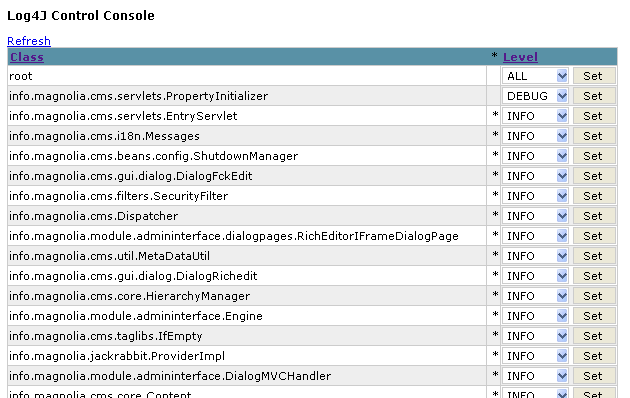 Log4J Control Console
Refresh
Class * Level
root ALL Set
info.magnolia.cms.servlets.PropertyInitializer DEBUG Set
info.magnolia.cms.servlets.EntryServlet * INFO Set
info.magnolia.cms.i18n.Messages * INFO Set
info.magnolia.cms.beans.config.ShutdownManager * INFO Set
info.magnolia.cms.gui.dialog.DialogFckEdit * INFO Set
info.magnolia.cms.filters.SecurityFilter * INFO Set
info.magnolia.cms.Dispatcher * INFO Set
info.magnolia.module.admininterface.dialogpages.RichEditorIFrameDialogPage * INFO Set
info.magnolia.cms.util.MetaDataUtil * INFO Set
info.magnolia.cms.gui.dialog.DialogRichedit * INFO Set
info.magnolia.cms.core.HierarchyManager * INFO Set
info.magnolia.module.admininterface.Engine * INFO Set
info.magnolia.cms.taglibs.IfEmpty * INFO Set
info.magnolia.jackrabbit.ProviderImpl * INFO Set
info.magnolia.module.admininterface.DialogMVCHandler * INFO Set
info.magnolia.cms.core.Content * INFO Set